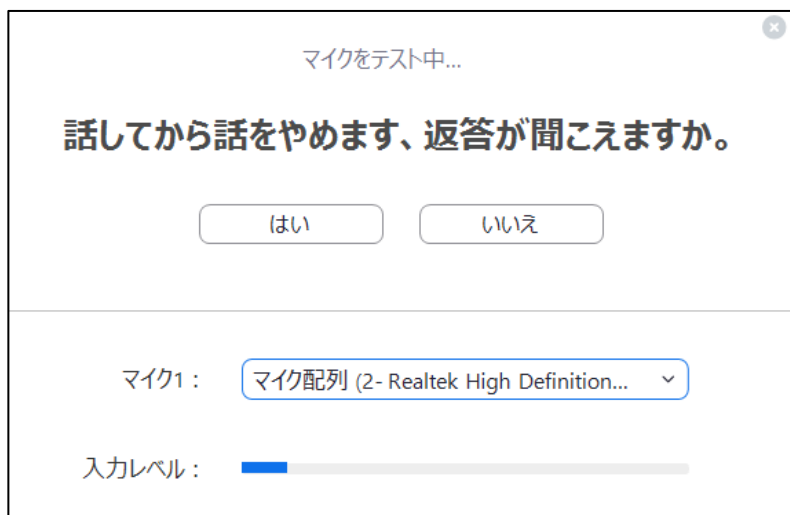 マイクをテスト中...
話してから話をやめます、返答が聞こえますか。
はい
いいえ
マイク1：
マイク配列 (2- Realtek High Definition...
入力レベル：